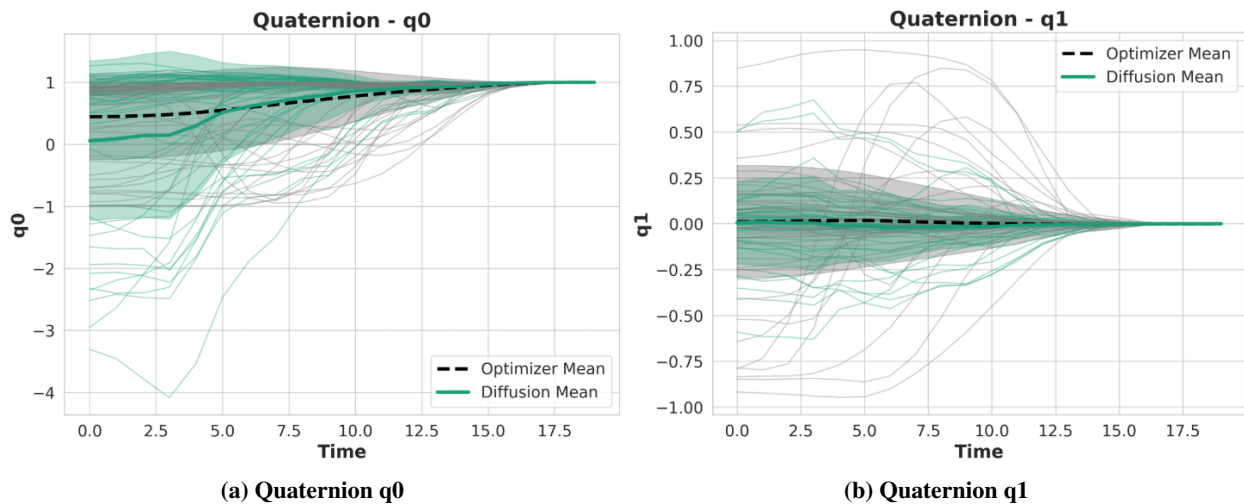 Quaternion - q0
q0
1
0
−1
−2
−3
−4
0.0 2.5 5.0 7.5 10.0 12.5 15.0 17.5
Time
Optimizer Mean
Diffusion Mean
(a) Quaternion q0
Quaternion - q1
q1
1.00
0.75
0.50
0.25
0.00
−0.25
−0.50
−0.75
−1.00
0.0 2.5 5.0 7.5 10.0 12.5 15.0 17.5
Time
Optimizer Mean
Diffusion Mean
(b) Quaternion q1